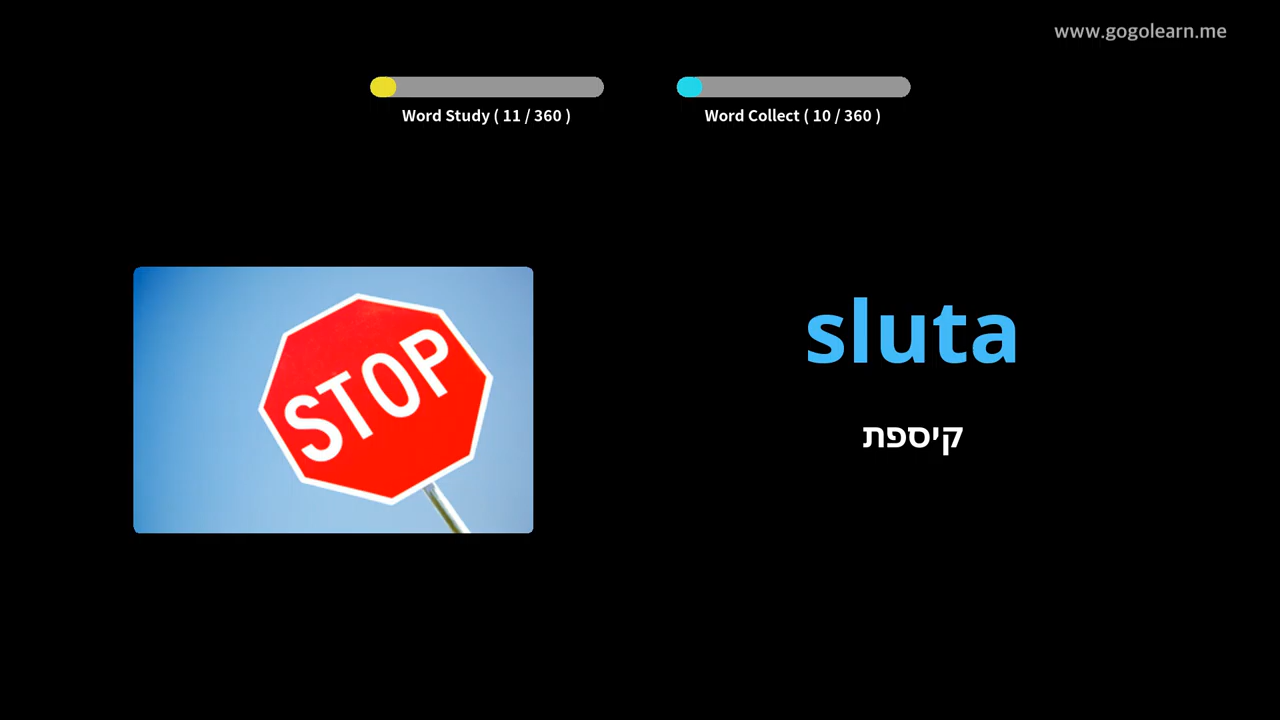 www.gogolearn.me
Word Study ( 11 / 360 )
Word Collect ( 10 / 360 )
STOP
sluta
קיספת